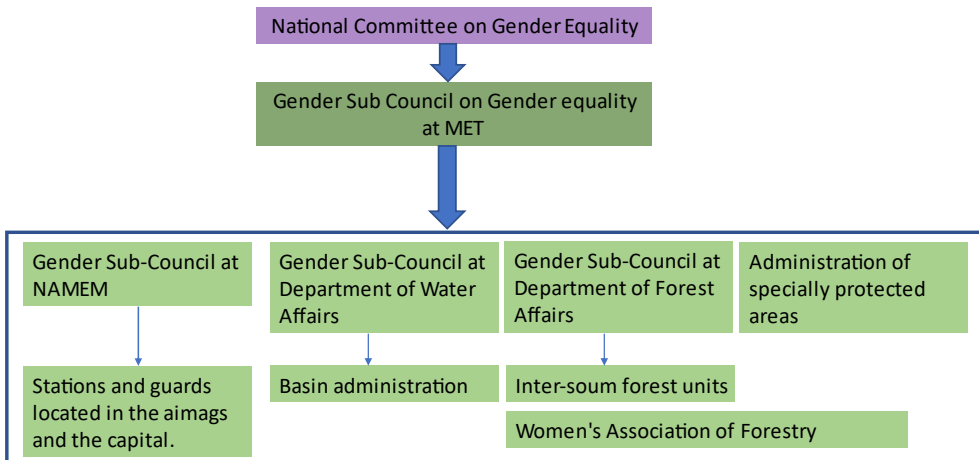 National Committee on Gender Equality
Gender Sub Council on Gender equality
at MET
Gender Sub-Council at
NAMEM
Gender Sub-Council at
Department of Water
Affairs
Gender Sub-Council at
Department of Forest
Affairs
Administration of
specially protected
areas
Stations and guards
located in the aimags
and the capital.
Basin administration
Inter-soum forest units
Women's Association of Forestry